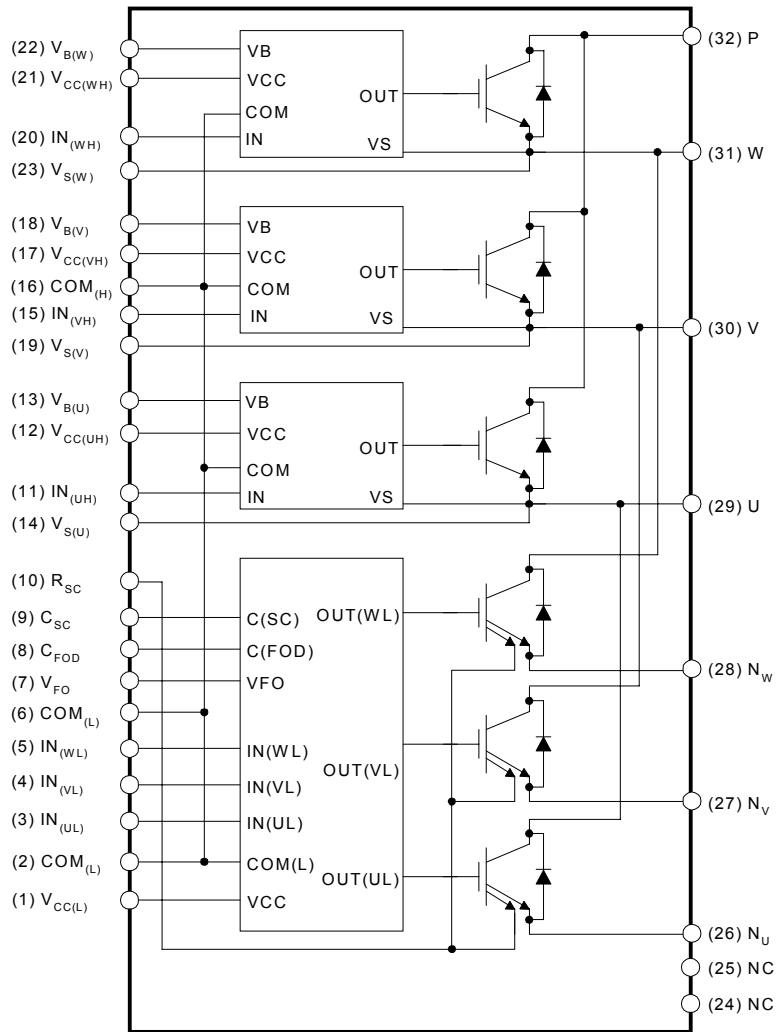 (22) V_B(W)
(21) V_CC(WH)
(20) IN_(WH)
(23) V_S(W)
VB
VCC
COM
IN
OUT
VS
(32) P
(31) W
(18) V_B(V)
(17) V_CC(VH)
(16) COM_(H)
(15) IN_(VH)
(19) V_S(V)
VB
VCC
COM
IN
OUT
VS
(30) V
(13) V_B(U)
(12) V_CC(UH)
(11) IN_(UH)
(14) V_S(U)
VB
VCC
COM
IN
OUT
VS
(29) U
(10) R_SC
(9) C_SC
(8) C_FOD
(7) V_FO
(6) COM_(L)
(5) IN_(WL)
(4) IN_(VL)
(3) IN_(UL)
(2) COM_(L)
(1) V_CC(L)
C(SC)
C(FOD)
VFO
IN(WL)
IN(VL)
IN(UL)
COM(L)
VCC
OUT(WL)
OUT(VL)
OUT(UL)
(28) N_W
(27) N_V
(26) N_U
(25) NC
(24) NC